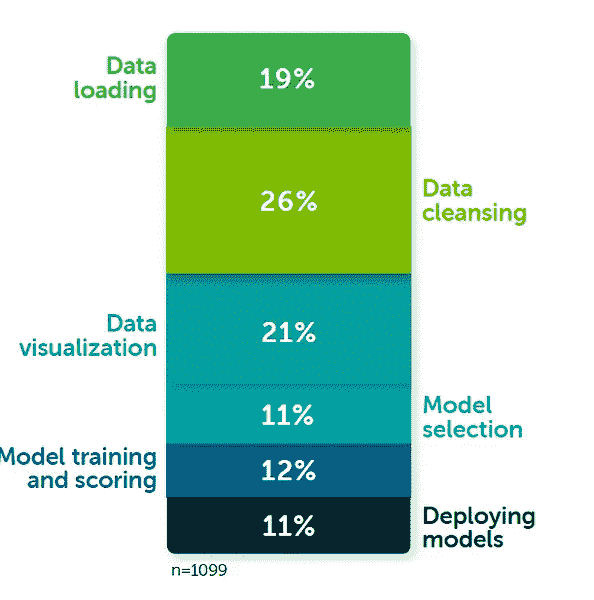 Data
loading
19%
26%
Data
cleansing
Data
visualization
21%
11%
Model
selection
Model training
and scoring
12%
11%
Deploying
models
n=1099